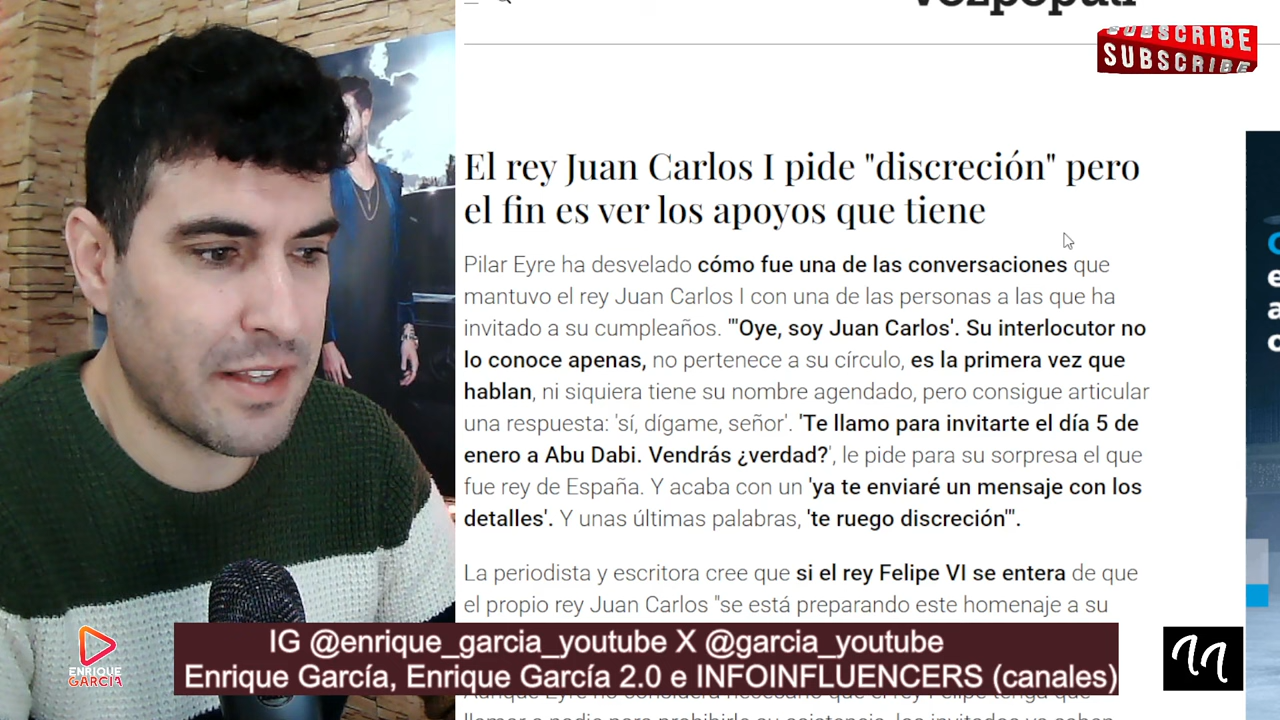 vozpópuli
SUBSCRIBE
SUBSCRIBE
El rey Juan Carlos I pide "discreción" pero
el fin es ver los apoyos que tiene
Pilar Eyre ha desvelado cómo fue una de las conversaciones que
mantuvo el rey Juan Carlos I con una de las personas a las que ha
invitado a su cumpleaños. "'Oye, soy Juan Carlos'. Su interlocutor no
lo conoce apenas, no pertenece a su círculo, es la primera vez que
hablan, ni siquiera tiene su nombre agendado, pero consigue articular
una respuesta: 'sí, dígame, señor'. 'Te llamo para invitarte el día 5 de
enero a Abu Dabi. Vendrás ¿verdad?', le pide para su sorpresa el que
fue rey de España. Y acaba con un 'ya te enviaré un mensaje con los
detalles'. Y unas últimas palabras, 'te ruego discreción'".
La periodista y escritora cree que si el rey Felipe VI se entera de que
el propio rey Juan Carlos "se está preparando este homenaje a su
IG @enrique_garcia_youtube X @garcia_youtube
Enrique García, Enrique García 2.0 e INFOINFLUENCERS (canales)
ENRIQUE
GARCÍA